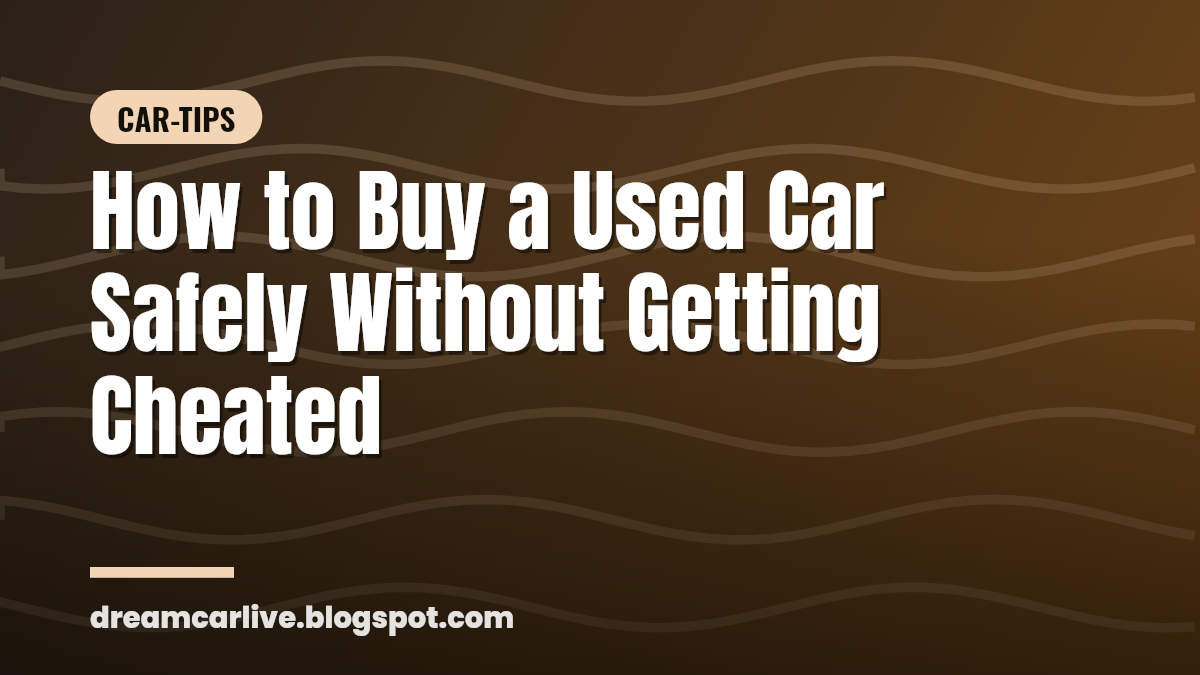 CAR-TIPS
How to Buy a Used Car
Safely Without Getting
Cheated
dreamcarlive.blogspot.com